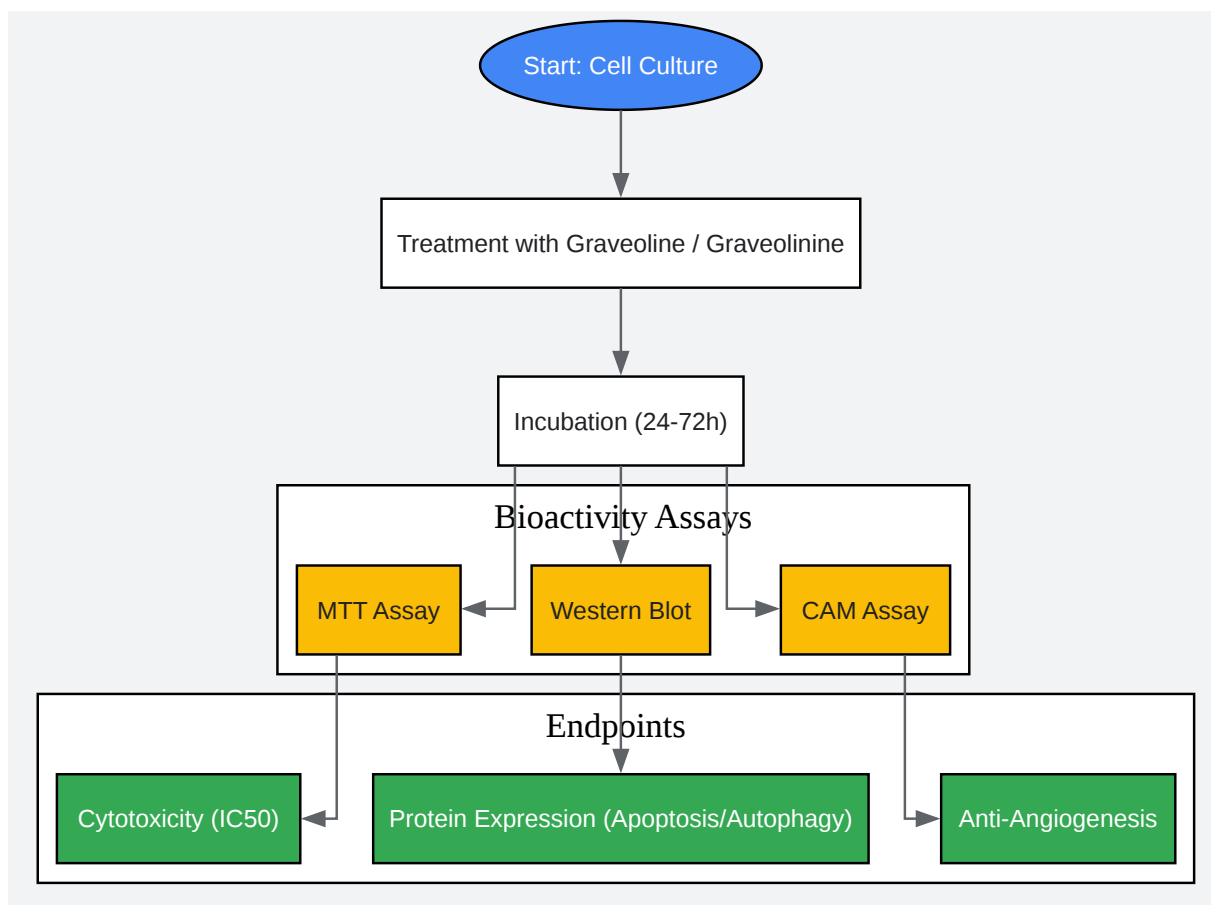 Start: Cell Culture
Treatment with Graveoline / Graveolinine
Incubation (24-72h)
Bioactivity Assays
MTT Assay
Western Blot
CAM Assay
Endpoints
Cytotoxicity (IC50)
Protein Expression (Apoptosis/Autophagy)
Anti-Angiogenesis